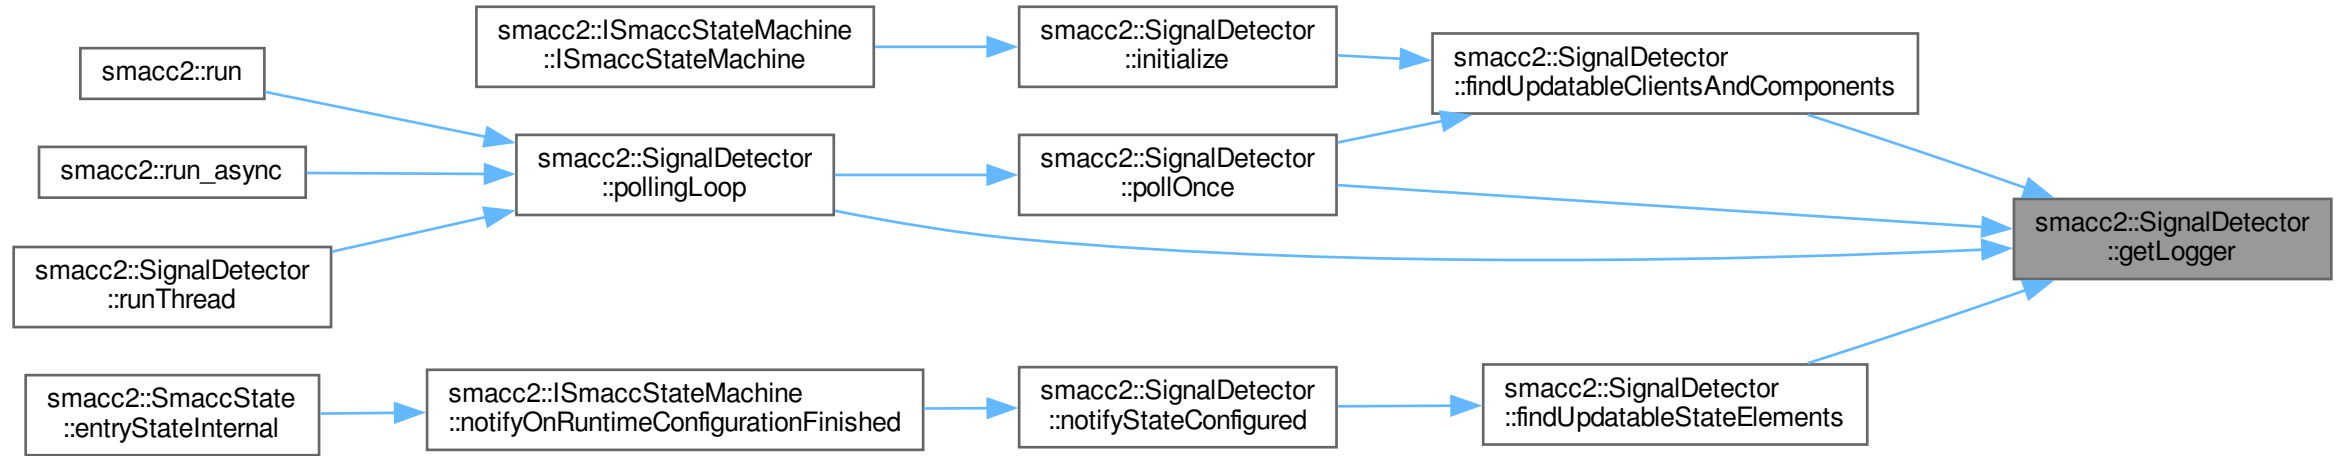 smacc2::run
smacc2::run_async
smacc2::SignalDetector
::runThread
smacc2::SmaccState
::entryStateInternal
smacc2::ISmaccStateMachine
::ISmaccStateMachine
smacc2::SignalDetector
::pollingLoop
smacc2::ISmaccStateMachine
::notifyOnRuntimeConfigurationFinished
smacc2::SignalDetector
::initialize
smacc2::SignalDetector
::pollOnce
smacc2::SignalDetector
::notifyStateConfigured
smacc2::SignalDetector
::findUpdatableClientsAndComponents
smacc2::SignalDetector
::findUpdatableStateElements
smacc2::SignalDetector
::getLogger